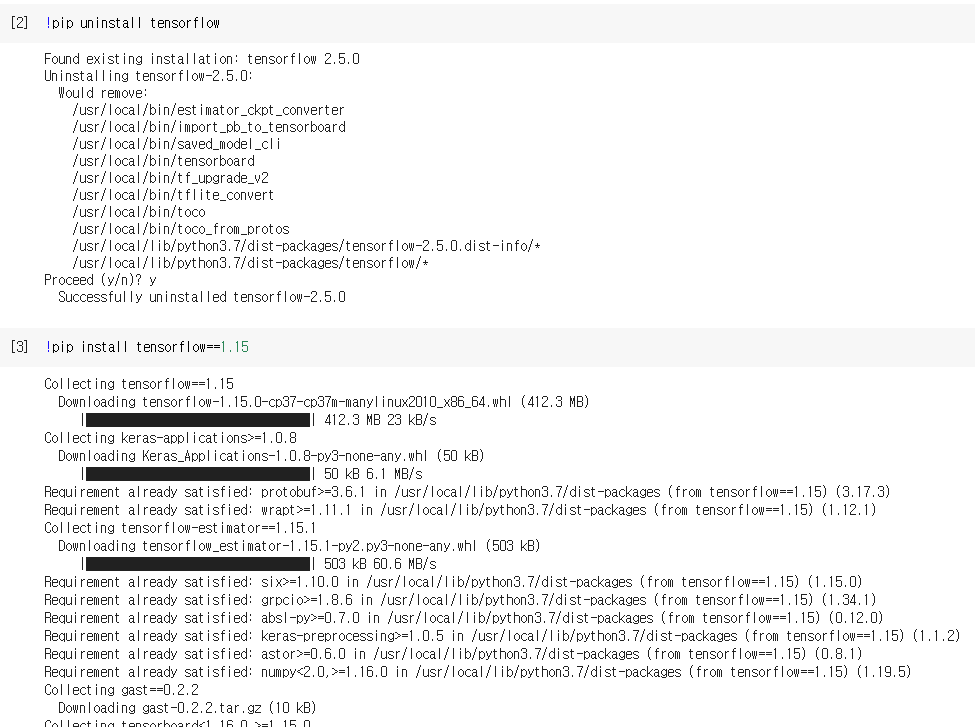 [2] !pip uninstall tensorflow
Found existing installation: tensorflow 2.5.0
Uninstalling tensorflow-2.5.0:
Would remove:
/usr/local/bin/estimator_ckpt_converter
/usr/local/bin/import_pb_to_tensorboard
/usr/local/bin/saved_model_cli
/usr/local/bin/tensorboard
/usr/local/bin/tf_upgrade_v2
/usr/local/bin/tflite_convert
/usr/local/bin/toco
/usr/local/bin/toco_from_protos
/usr/local/lib/python3.7/dist-packages/tensorflow-2.5.0.dist-info/*
/usr/local/lib/python3.7/dist-packages/tensorflow/*
Proceed (y/n)? y
Successfully uninstalled tensorflow-2.5.0
[3] !pip install tensorflow==1.15
Collecting tensorflow==1.15
Downloading tensorflow-1.15.0-cp37-cp37m-manylinux2010_x86_64.whl (412.3 MB)
| | 412.3 MB 23 kB/s
Collecting keras-applications>=1.0.8
Downloading Keras_Applications-1.0.8-py3-none-any.whl (50 kB)
| | 50 kB 6.1 MB/s
Requirement already satisfied: protobuf>=3.6.1 in /usr/local/lib/python3.7/dist-packages (from tensorflow==1.15) (3.17.3)
Requirement already satisfied: wrapt>=1.11.1 in /usr/local/lib/python3.7/dist-packages (from tensorflow==1.15) (1.12.1)
Collecting tensorflow-estimator==1.15.1
Downloading tensorflow_estimator-1.15.1-py2.py3-none-any.whl (503 kB)
| | 503 kB 60.6 MB/s
Requirement already satisfied: six>=1.10.0 in /usr/local/lib/python3.7/dist-packages (from tensorflow==1.15) (1.15.0)
Requirement already satisfied: grpcio>=1.8.6 in /usr/local/lib/python3.7/dist-packages (from tensorflow==1.15) (1.34.1)
Requirement already satisfied: absl-py>=0.7.0 in /usr/local/lib/python3.7/dist-packages (from tensorflow==1.15) (0.12.0)
Requirement already satisfied: keras-preprocessing>=1.0.5 in /usr/local/lib/python3.7/dist-packages (from tensorflow==1.15) (1.1.2)
Requirement already satisfied: astor>=0.6.0 in /usr/local/lib/python3.7/dist-packages (from tensorflow==1.15) (0.8.1)
Requirement already satisfied: numpy<2.0,>=1.16.0 in /usr/local/lib/python3.7/dist-packages (from tensorflow==1.15) (1.19.5)
Collecting gast==0.2.2
Downloading gast-0.2.2.tar.gz (10 kB)
Collecting tensorboard<1.16.0,>=1.15.0